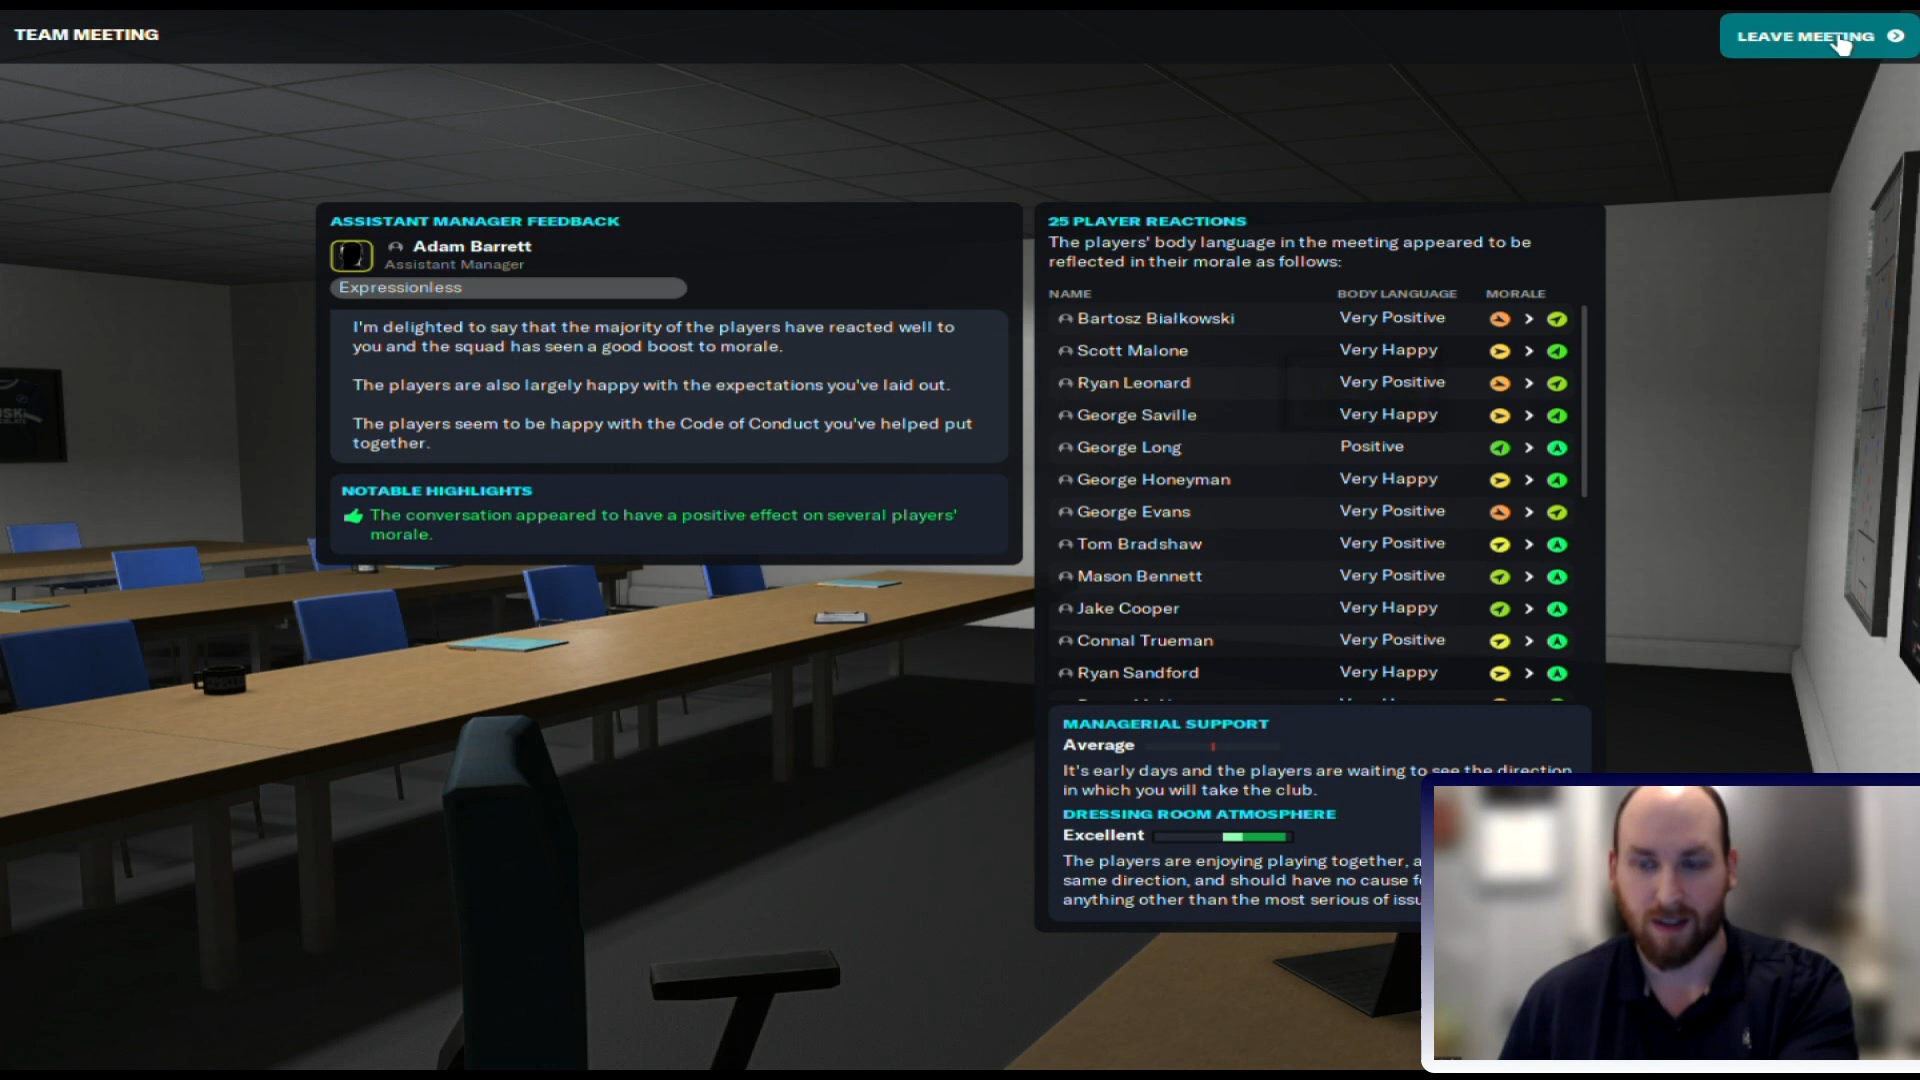 TEAM MEETING
LEAVE MEETING
ASSISTANT MANAGER FEEDBACK
Adam Barrett
Assistant Manager
Expressionless
I'm delighted to say that the majority of the players have reacted well to
you and the squad has seen a good boost to morale.
The players are also largely happy with the expectations you've laid out.
The players seem to be happy with the Code of Conduct you've helped put
together.
NOTABLE HIGHLIGHTS
The conversation appeared to have a positive effect on several players'
morale.
25 PLAYER REACTIONS
The players' body language in the meeting appeared to be
reflected in their morale as follows:
NAME BODY LANGUAGE MORALE
Bartosz Białkowski Very Positive
Scott Malone Very Happy
Ryan Leonard Very Positive
George Saville Very Happy
George Long Positive
George Honeyman Very Happy
George Evans Very Positive
Tom Bradshaw Very Positive
Mason Bennett Very Positive
Jake Cooper Very Happy
Connal Trueman Very Positive
Ryan Sandford Very Happy
MANAGERIAL SUPPORT
Average
It's early days and the players are waiting to see the direction
in which you will take the club.
DRESSING ROOM ATMOSPHERE
Excellent
The players are enjoying playing together, a
same direction, and should have no cause f
anything other than the most serious of issu